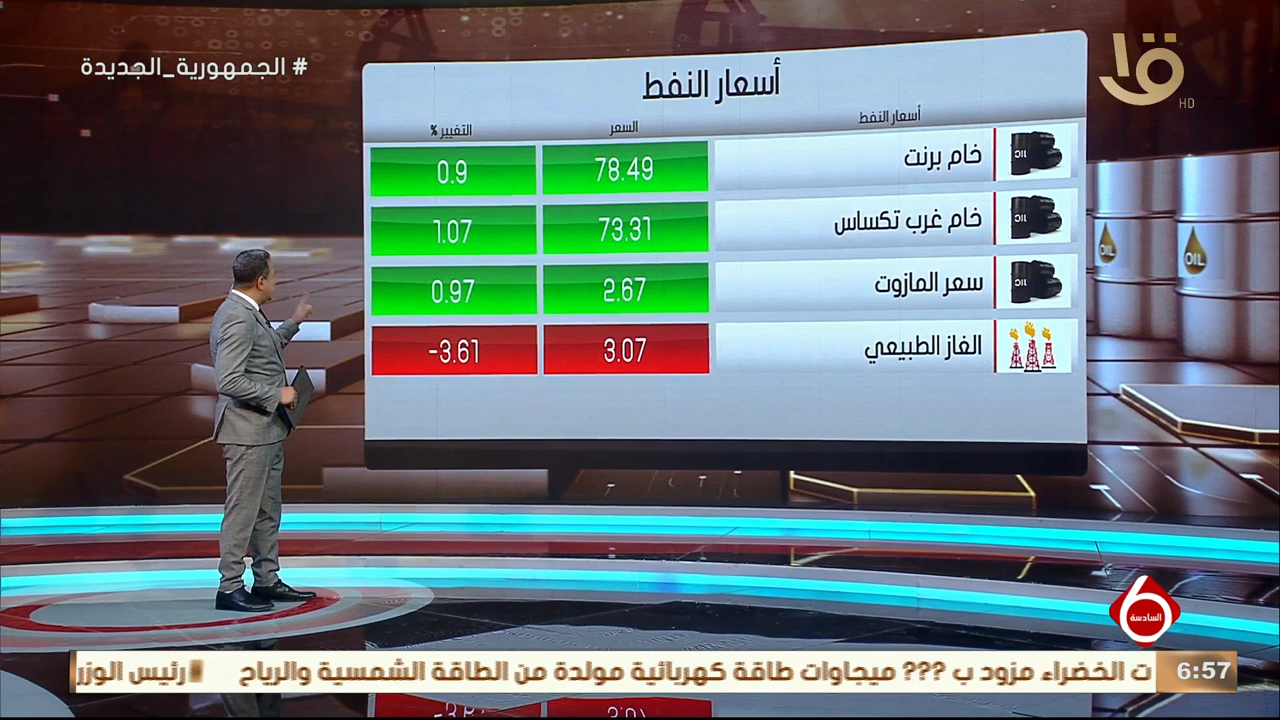 # الجمهورية_الجديدة
HD
أسعار النفط
أسعار النفط السعر التغيير %
خام برنت 78.49 0.9
خام غرب تكساس 73.31 1.07
سعر المازوت 2.67 0.97
الغاز الطبيعي 3.07 -3.61
OIL
OIL
السادسة
6:57 ت الخضراء مزود ب ??? ميجاوات طاقة كهربائية مولدة من الطاقة الشمسية والرياح رئيس الوزر